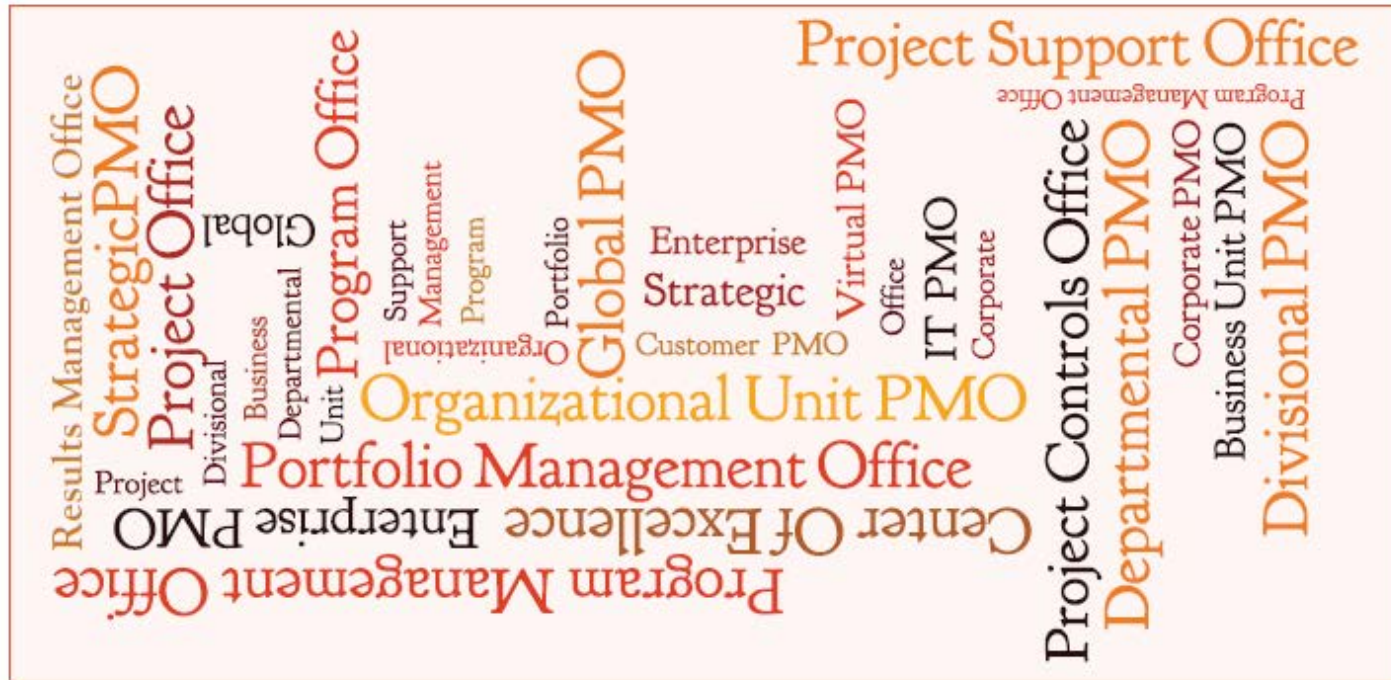 Project Support Office
Program Management Office
Results Management Office
StrategicPMO
Project Office
Global
Program Office
Support
Management
Program
Organizational
Portfolio
Global PMO
Enterprise
Strategic
Customer PMO
Virtual PMO
Office
IT PMO
Corporate
Project Controls Office
Departmental PMO
Corporate PMO
Business Unit PMO
Divisional PMO
Divisional
Business
Departmental
Unit
Organizational Unit PMO
Project
Portfolio Management Office
Enterprise PMO
Center Of Excellence
Program Management Office